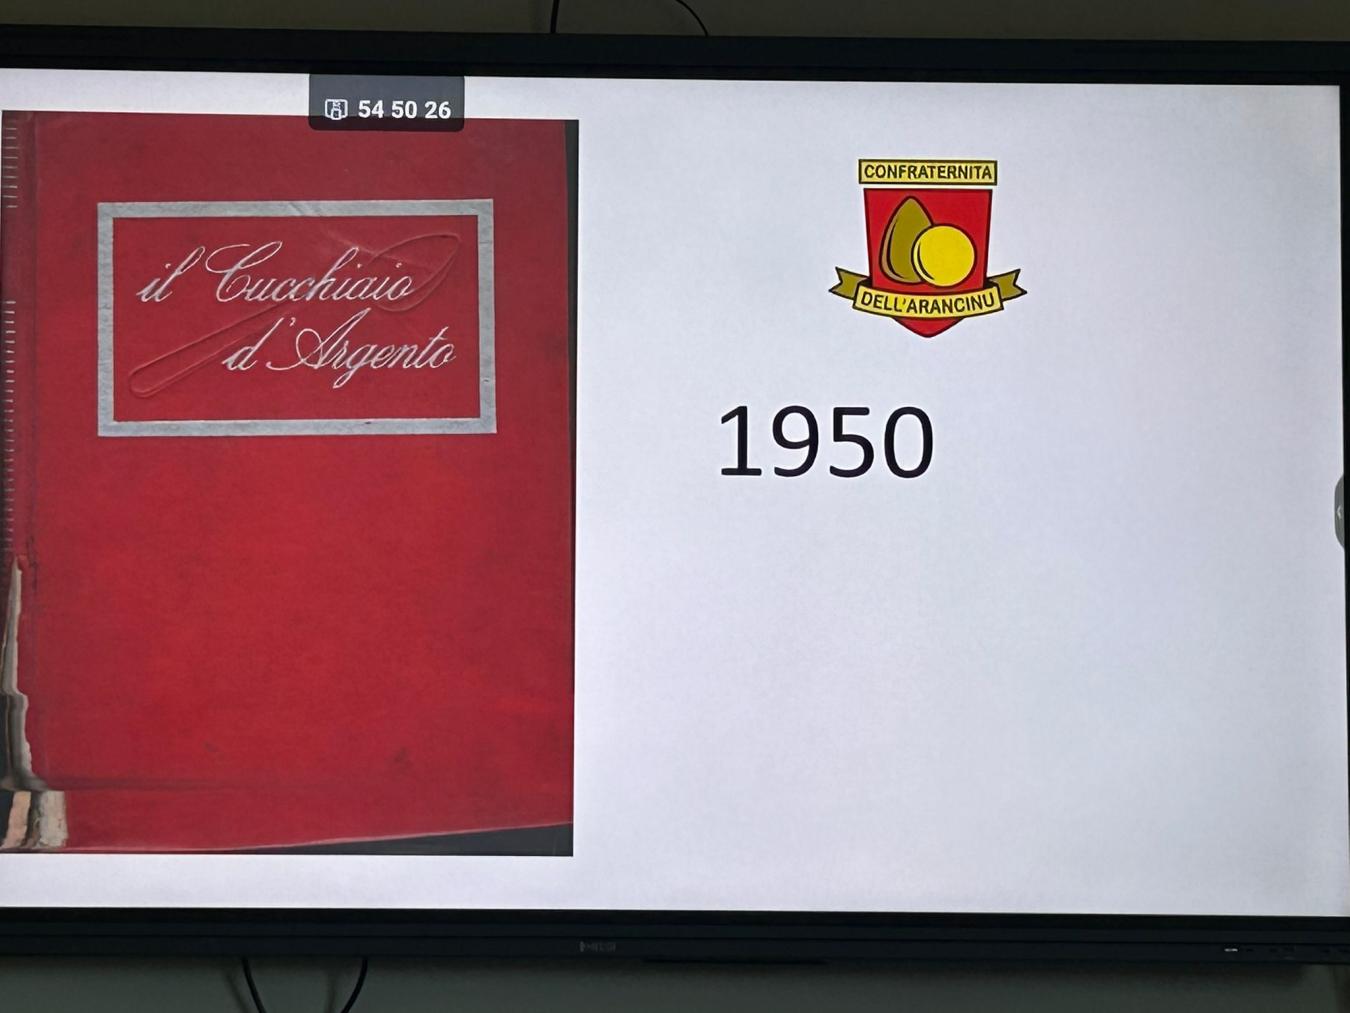 54 50 26
il Cucchiaio
d'Argento
CONFRATERNITA
DELL'ARANCINU
1950